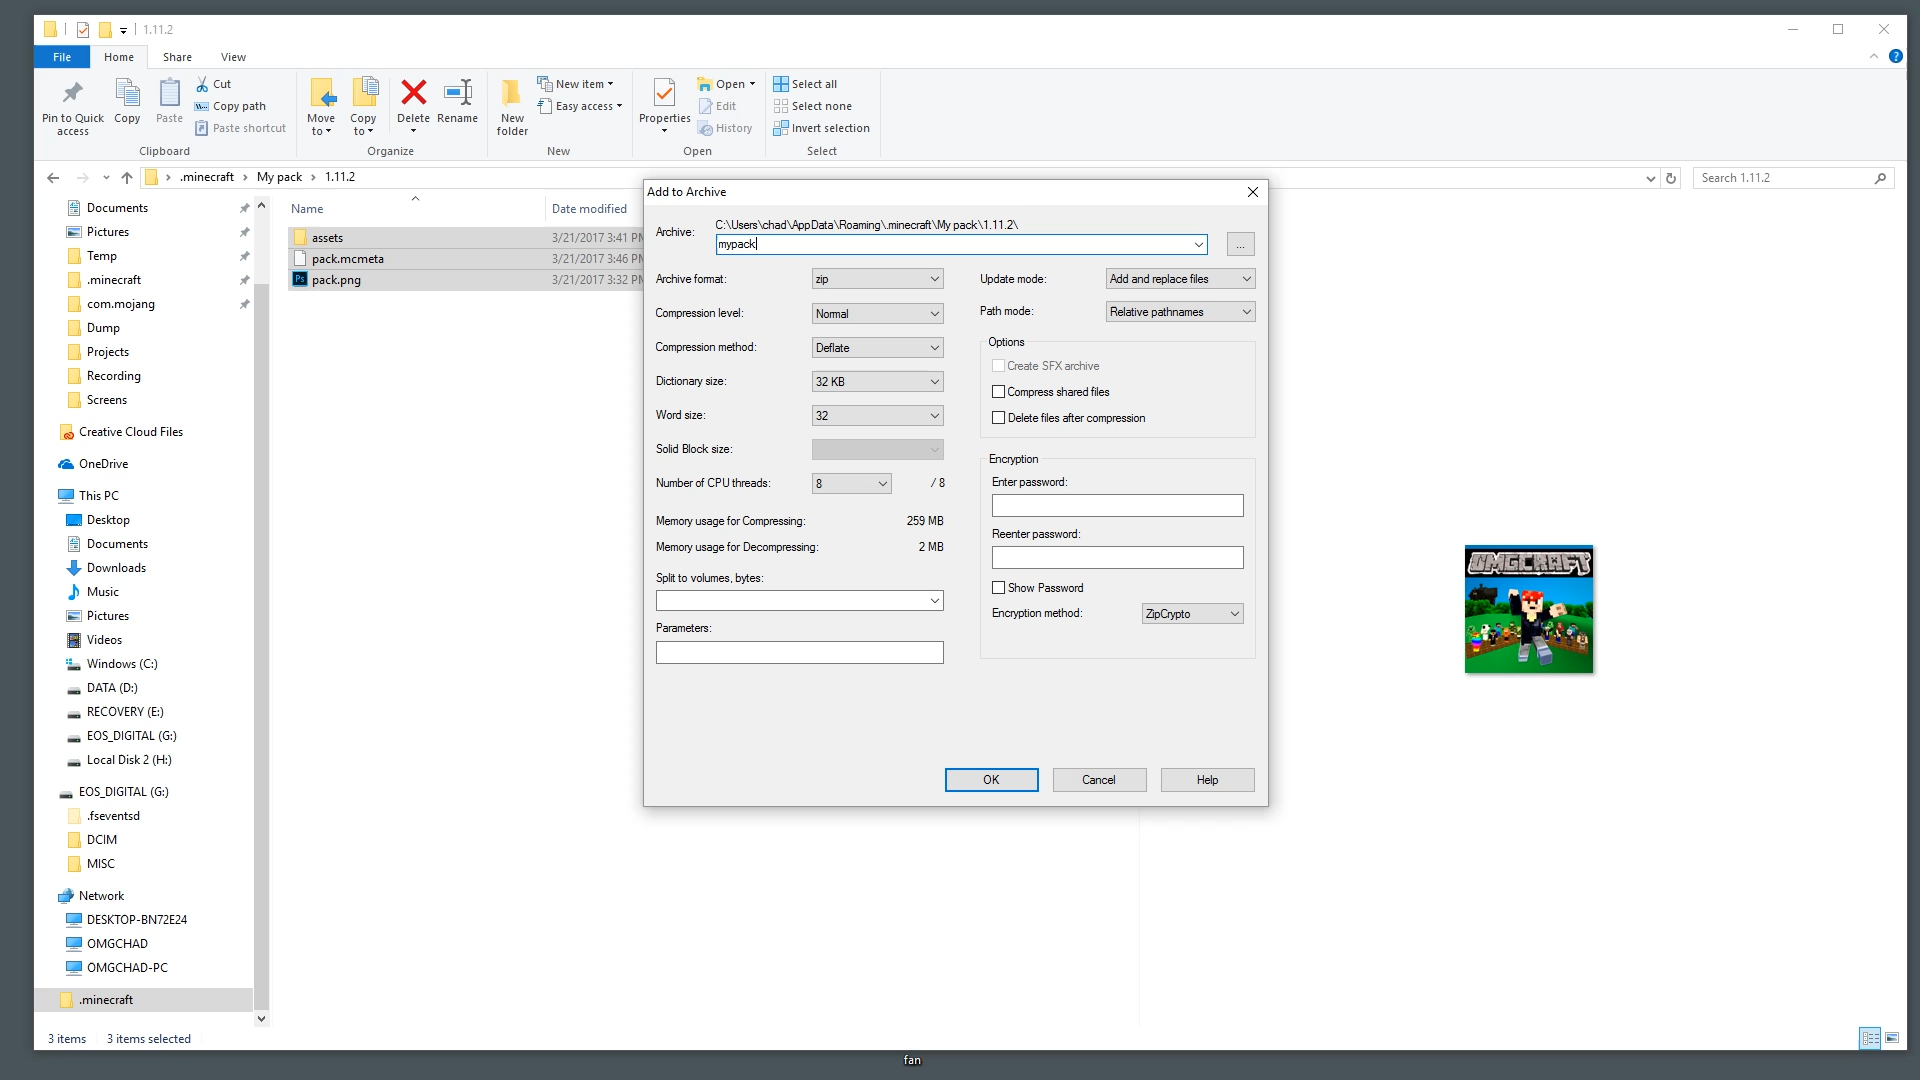 1.11.2
File
Home
Share
View
Pin to Quick access
Copy
Paste
Cut
Copy path
Paste shortcut
Clipboard
Move to
Copy to
Delete
Rename
Organize
New folder
New item
Easy access
New
Properties
Open
Edit
History
Open
Select all
Select none
Invert selection
Select
.minecraft > My pack > 1.11.2
Search 1.11.2
Documents
Pictures
Temp
.minecraft
com.mojang
Dump
Projects
Recording
Screens
Creative Cloud Files
OneDrive
This PC
Desktop
Documents
Downloads
Music
Pictures
Videos
Windows (C:)
DATA (D:)
RECOVERY (E:)
EOS_DIGITAL (G:)
Local Disk 2 (H:)
EOS_DIGITAL (G:)
.fseventsd
DCIM
MISC
Network
DESKTOP-BN72E24
OMGCHAD
OMGCHAD-PC
.minecraft
Name
Date modified
assets
3/21/2017 3:41 PM
pack.mcmeta
3/21/2017 3:46 PM
Ps
pack.png
3/21/2017 3:32 PM
Add to Archive
Archive:
C:\Users\chad\AppData\Roaming\.minecraft\My pack\1.11.2\
mypack
...
Archive format:
zip
Compression level:
Normal
Compression method:
Deflate
Dictionary size:
32 KB
Word size:
32
Solid Block size:
Number of CPU threads:
8
/ 8
Memory usage for Compressing:
259 MB
Memory usage for Decompressing:
2 MB
Split to volumes, bytes:
Parameters:
Update mode:
Add and replace files
Path mode:
Relative pathnames
Options
Create SFX archive
Compress shared files
Delete files after compression
Encryption
Enter password:
Reenter password:
Show Password
Encryption method:
ZipCrypto
OK
Cancel
Help
OMGCRAFT
3 items
3 items selected
fan